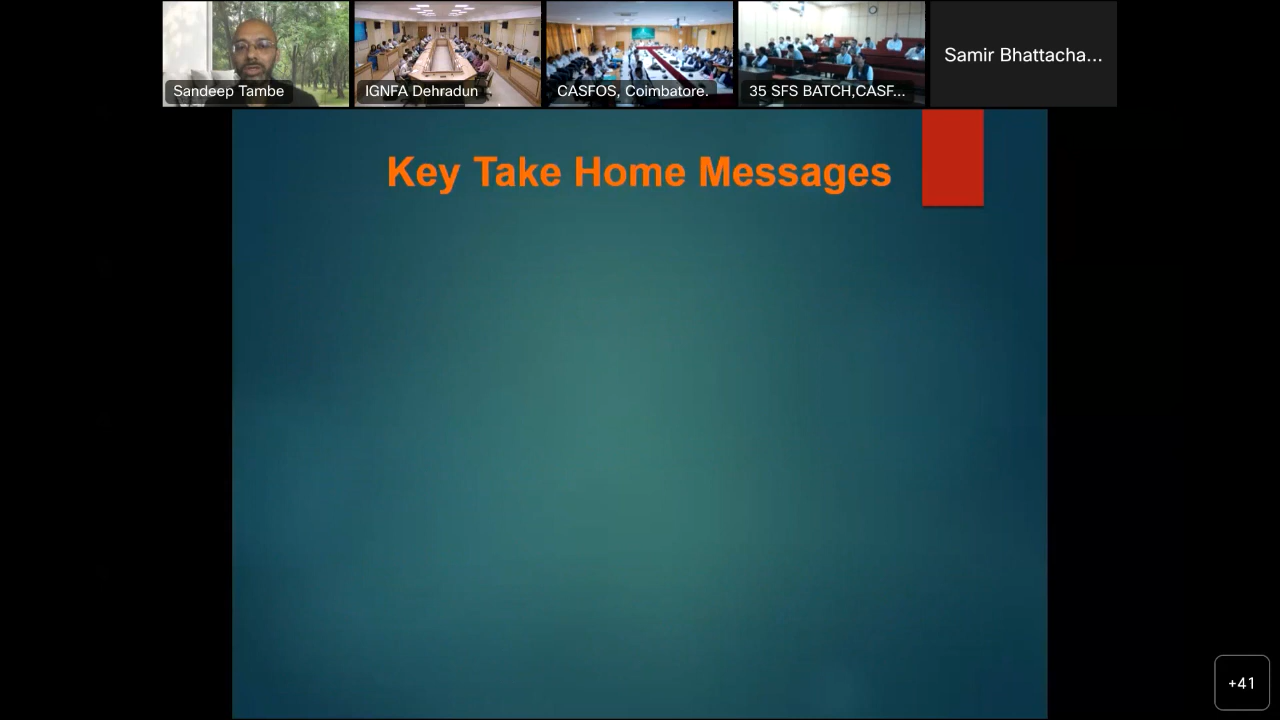 Samir Bhattacha...
Sandeep Tambe
IGNFA Dehradun
CASFOS, Coimbatore.
35 SFS BATCH,CASF...
Key Take Home Messages
+41